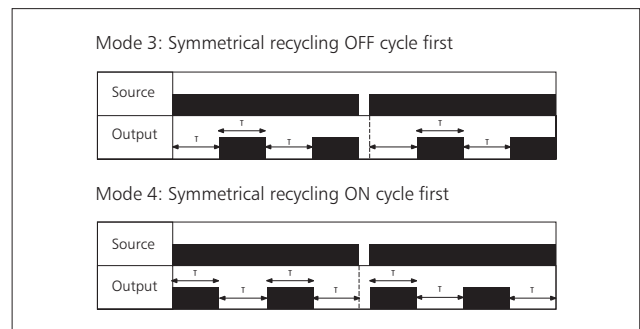 Mode 3: Symmetrical recycling OFF cycle first
Source
Output
T T T T T
Mode 4: Symmetrical recycling ON cycle first
Source
Output
T T T T T T T